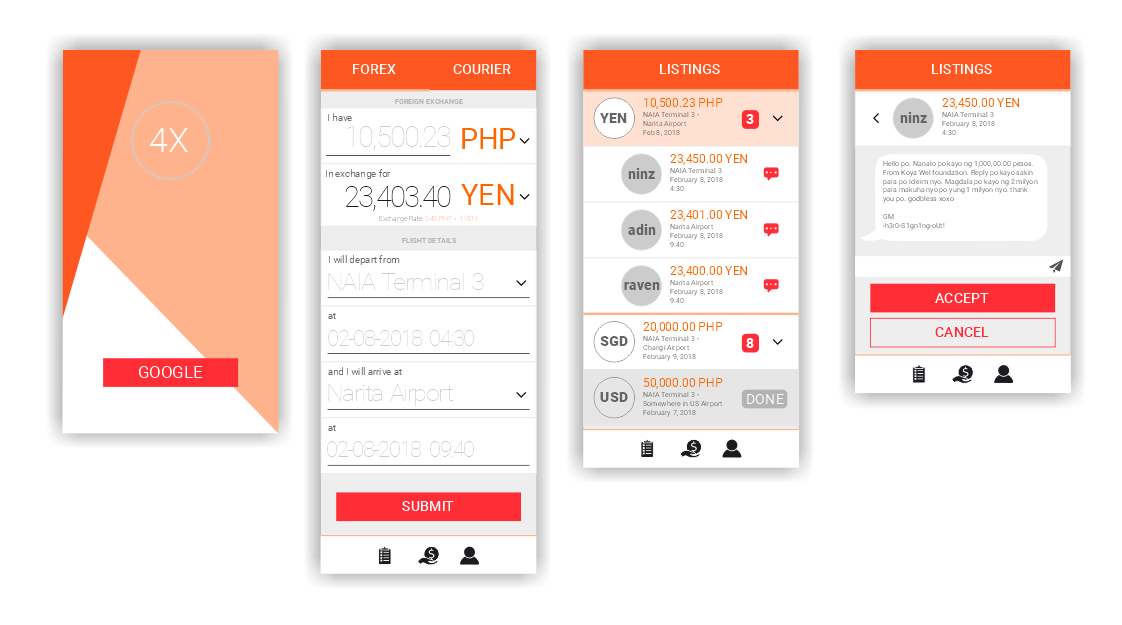 4X
GOOGLE
FOREX
COURIER
FOREIGN EXCHANGE
I have
10,500.23 PHP
In exchange for
23,403.40 YEN
Exchange Rate 0.49 PHP = 1 YEN
FLIGHT DETAILS
I will depart from
NAIA Terminal 3
at
02-08-2018 04:30
and I will arrive at
Narita Airport
at
02-08-2018 09:40
SUBMIT
LISTINGS
YEN
10,500.23 PHP
NAIA Terminal 3 -
Narita Airport
Feb 8, 2018
3
ninz
23,450.00 YEN
NAIA Terminal 3
February 8, 2018
4:30
adin
23,401.00 YEN
Narita Airport
February 8, 2018
9:40
raven
23,400.00 YEN
Narita Airport
February 8, 2018
9:40
SGD
20,000.00 PHP
NAIA Terminal 3 -
Changi Airport
February 9, 2018
8
USD
50,000.00 PHP
NAIA Terminal 3 -
Somewhere in US Airport
February 7, 2018
DONE
LISTINGS
ninz
23,450.00 YEN
NAIA Terminal 3
February 8, 2018
4:30
Hello po. Nanalo po kayo ng 1,000,00.00 pesos.
From Koya Wel foundation. Reply po kayo sakin
para po ideim nyo. Magdala po kayo ng 2 milyon
para makuha nyo po yung 1 milyon nyo. thank
you po. godbless xoxo
GM
-h3r0-S1gn1ng-oUt!
ACCEPT
CANCEL